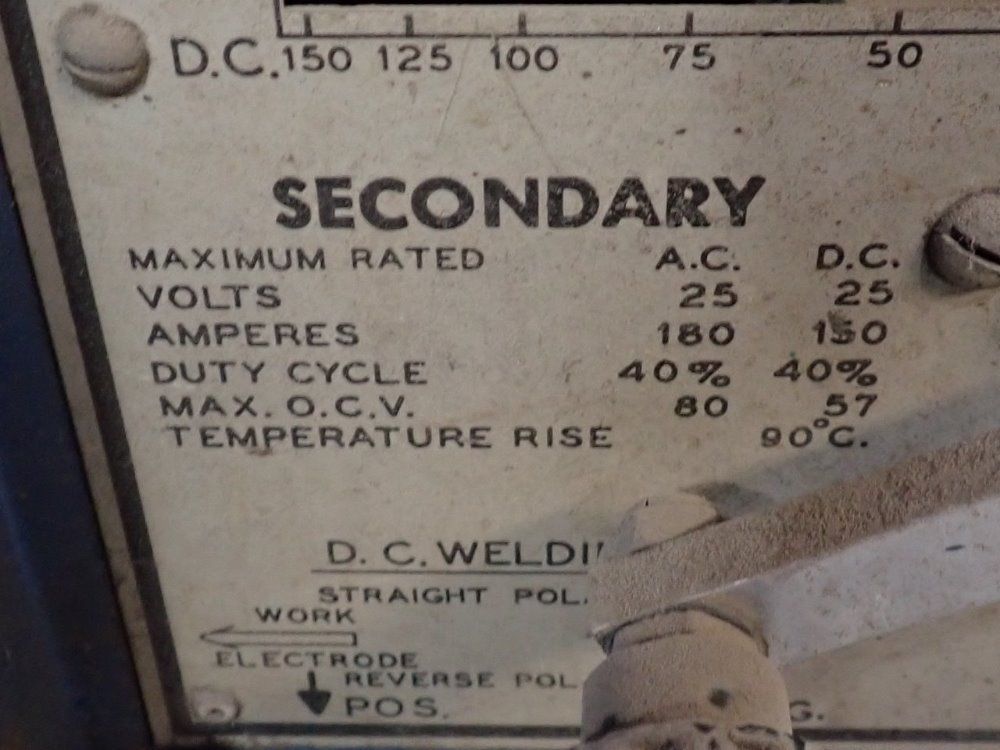 D.C. 150 125 100 75 50
SECONDARY
MAXIMUM RATED A.C. D.C.
VOLTS 25 25
AMPERES 180 150
DUTY CYCLE 40% 40%
MAX. O.C.V. 80 57
TEMPERATURE RISE 90°C.
D. C. WELDI
STRAIGHT POL.
WORK
ELECTRODE
REVERSE POL
POS. G.